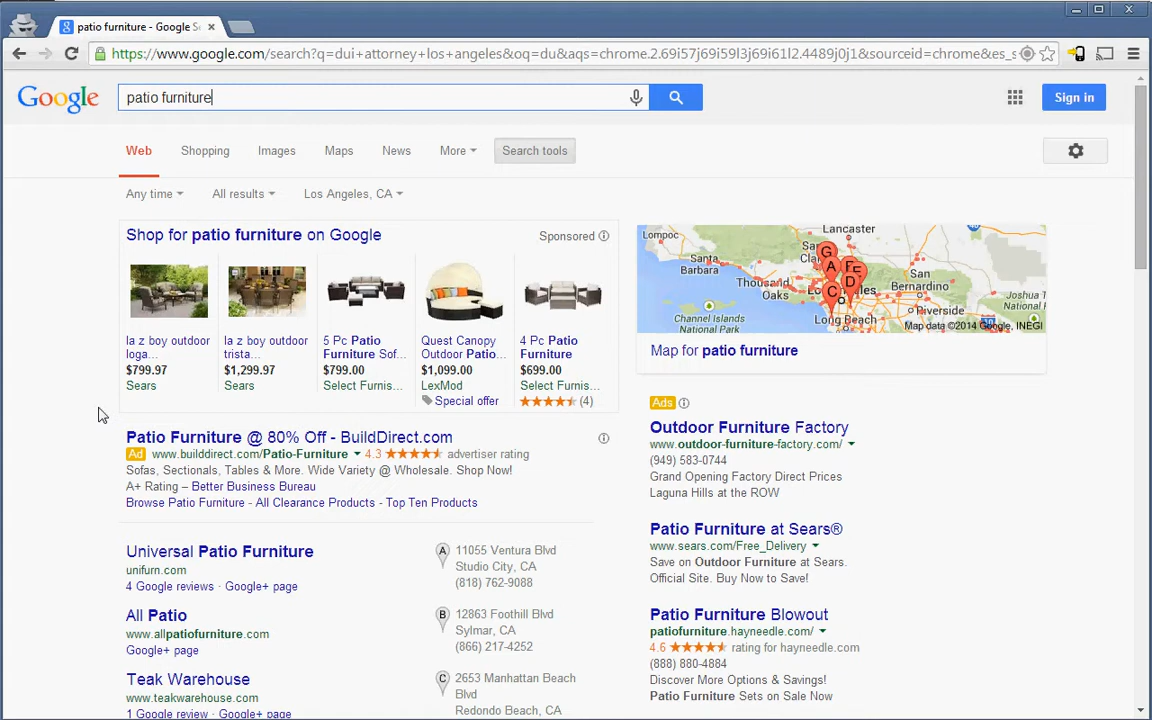 patio furniture - Google S
https://www.google.com/search?q=dui+attorney+los+angeles&oq=du&aqs=chrome.2.69i57j69i59l3j69i61l2.4489j0j1&sourceid=chrome&es_s
Google
patio furniture
Sign in
Web Shopping Images Maps News More Search tools
Any time All results Los Angeles, CA
Shop for patio furniture on Google
Sponsored
la z boy outdoor
loga...
$799.97
Sears
la z boy outdoor
trista...
$1,299.97
Sears
5 Pc Patio
Furniture Sof...
$799.00
Select Furnis...
Quest Canopy
Outdoor Patio...
$1,099.00
LexMod
Special offer
4 Pc Patio
Furniture
$699.00
Select Furnis...
(4)
Patio Furniture @ 80% Off - BuildDirect.com
Ad www.builddirect.com/Patio-Furniture 4.3 advertiser rating
Sofas, Sectionals, Tables & More. Wide Variety @ Wholesale. Shop Now!
A+ Rating – Better Business Bureau
Browse Patio Furniture - All Clearance Products - Top Ten Products
Universal Patio Furniture
unifurn.com
4 Google reviews · Google+ page
A 11055 Ventura Blvd
Studio City, CA
(818) 762-9088
All Patio
www.allpatiofurniture.com
Google+ page
B 12863 Foothill Blvd
Sylmar, CA
(866) 217-4252
Teak Warehouse
www.teakwarehouse.com
1 Google review · Google+ page
C 2653 Manhattan Beach
Blvd
Redondo Beach, CA
Lompoc
Santa
Barbara
Channel Islands
National Park
Thousand
Oaks
Lancaster
San
Bernardino
Riverside
Long Beach
Joshua T
G
A
F
E
D
C
Map data ©2014 Google, INEGI
Map for patio furniture
Ads
Outdoor Furniture Factory
www.outdoor-furniture-factory.com/
(949) 583-0744
Grand Opening Factory Direct Prices
Laguna Hills at the ROW
Patio Furniture at Sears®
www.sears.com/Free_Delivery
Save on Outdoor Furniture at Sears.
Official Site. Buy Now to Save!
Patio Furniture Blowout
patiofurniture.hayneedle.com/
4.6 rating for hayneedle.com
(888) 880-4884
Discover More Options & Savings!
Patio Furniture Sets on Sale Now